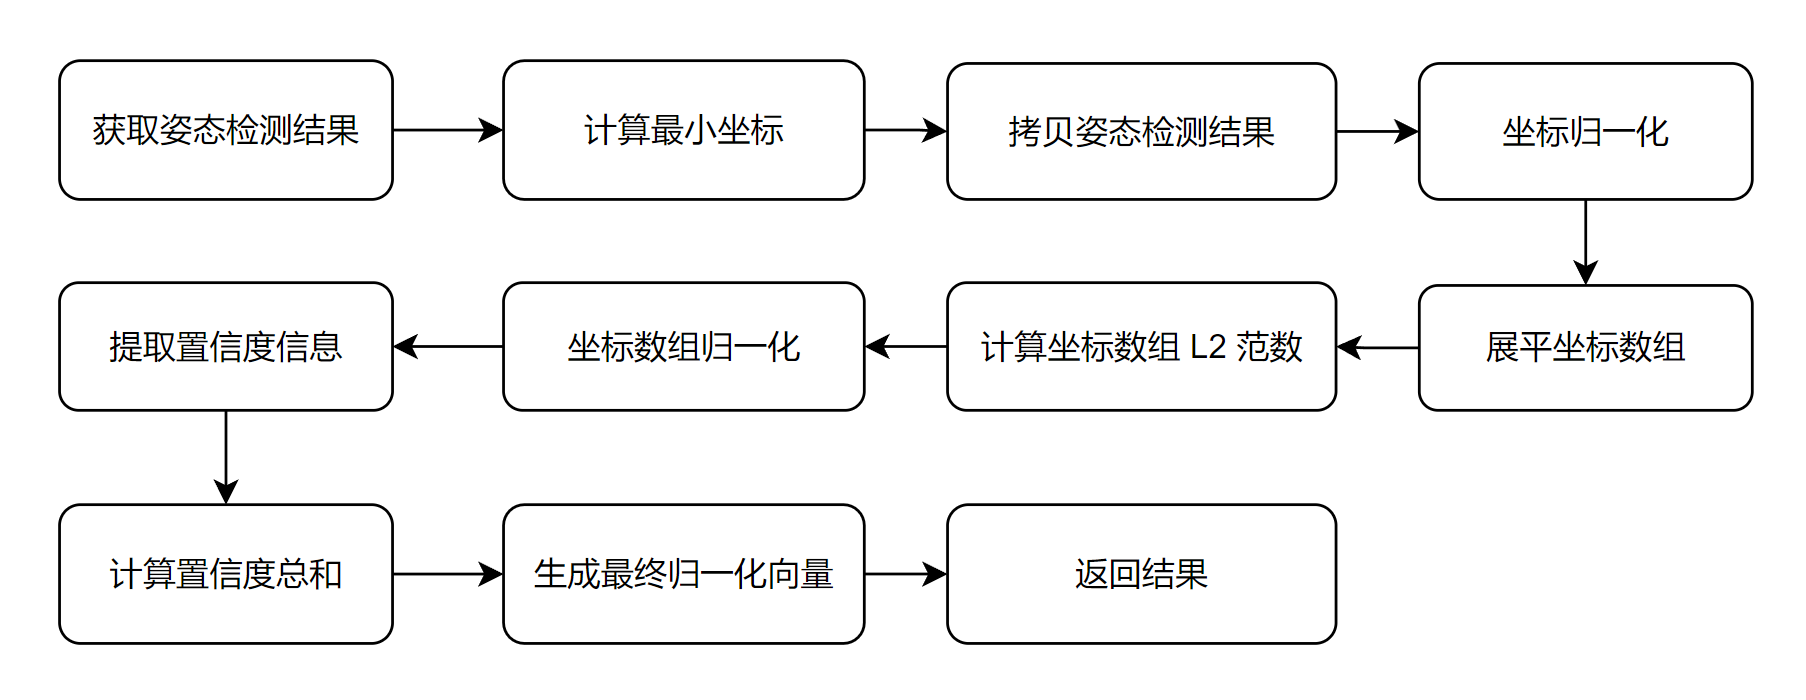 获取姿态检测结果
计算最小坐标
拷贝姿态检测结果
坐标归一化
展平坐标数组
计算坐标数组 L2 范数
坐标数组归一化
提取置信度信息
计算置信度总和
生成最终归一化向量
返回结果